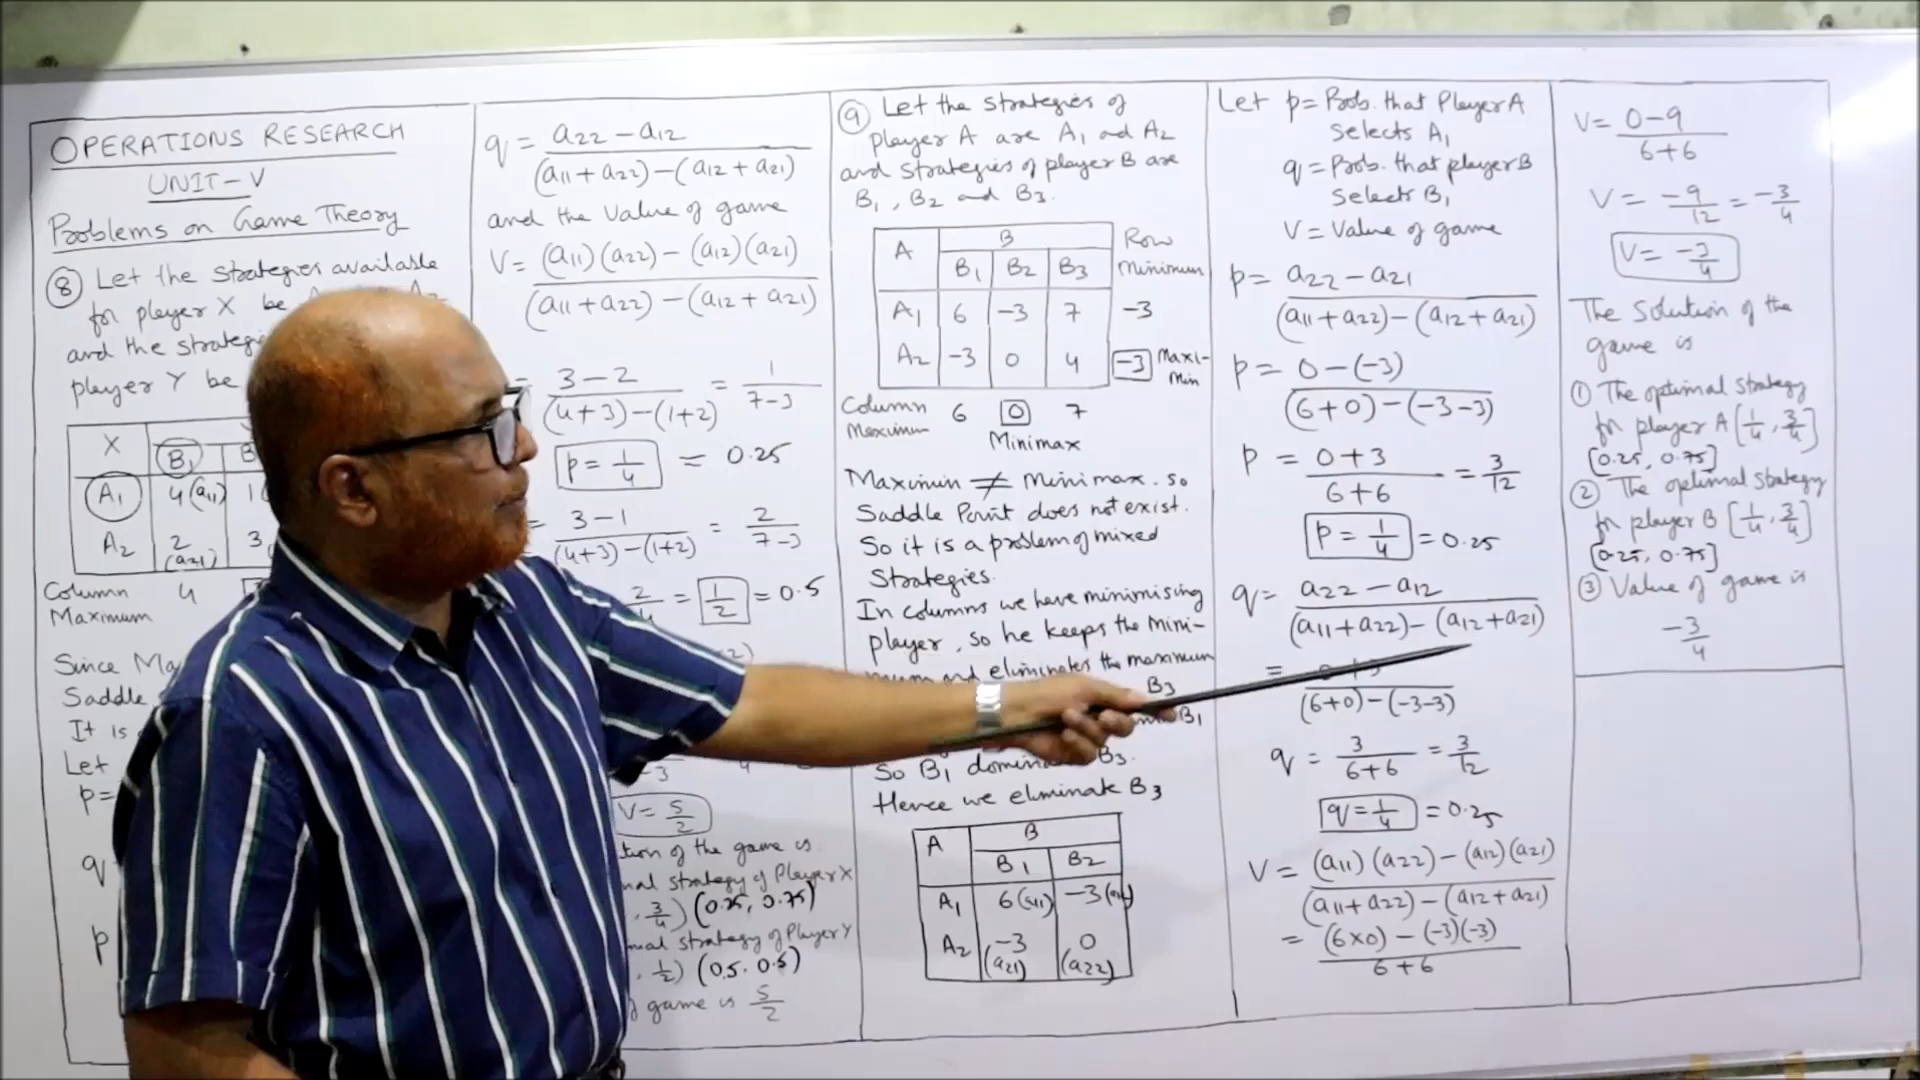 OPERATIONS RESEARCH
UNIT-V
Problems on Game Theory
⑧ Let the strategies available
for player X be
and the strategies
player Y be
X B1
A1 4(a11) 1
A2 2 3
(a21)
Column 4
Maximum
Since
Saddle
It is
Let
p=
q
p
q = a22 - a12
(a11 + a22) - (a12 + a21)
and the value of game
V = (a11)(a22) - (a12)(a21)
(a11 + a22) - (a12 + a21)
= 3-2 = 1
(4+3)-(1+2) 7-3
p = 1/4 = 0.25
= 3-1 = 2
(4+3)-(1+2) 7-3
2 = 1/2 = 0.5
V = 5/2
of the game is
strategy of Player X
, 3/4) (0.25, 0.75)
strategy of Player Y
, 1/2) (0.5, 0.5)
game is 5/2
⑨ Let the strategies of
player A are A1 and A2
and strategies of player B are
B1, B2 and B3.
A B Row
B1 B2 B3 Minimum
A1 6 -3 7 -3
A2 -3 0 4 -3 Maxi-
Min
Column 6 0 7
Maximum Minimax
Maximin ≠ Minimax. so
Saddle Point does not exist.
So it is a problem of mixed
strategies.
In columns we have minimising
player, so he keeps the mini-
mum and eliminates the maximum
B3
B1
So B1 dominates B3.
Hence we eliminate B3
A B
B1 B2
A1 6(a11) -3(a12)
A2 -3 0
(a21) (a22)
Let p = Prob. that Player A
selects A1
q = Prob. that player B
selects B1
V = Value of game
p = a22 - a21
(a11 + a22) - (a12 + a21)
p = 0-(-3)
(6+0)-(-3-3)
p = 0+3 = 3/12
6+6
p = 1/4 = 0.25
q = a22 - a12
(a11 + a22) - (a12 + a21)
= 0+3
(6+0)-(-3-3)
q = 3 = 3/12
6+6
q = 1/4 = 0.25
V = (a11)(a22) - (a12)(a21)
(a11 + a22) - (a12 + a21)
= (6×0) - (-3)(-3)
6+6
V = 0-9
6+6
V = -9/12 = -3/4
V = -3/4
The Solution of the
game is
① The optimal strategy
for player A [1/4, 3/4]
[0.25, 0.75]
② The optimal strategy
for player B [1/4, 3/4]
[0.25, 0.75]
③ Value of game is
-3/4